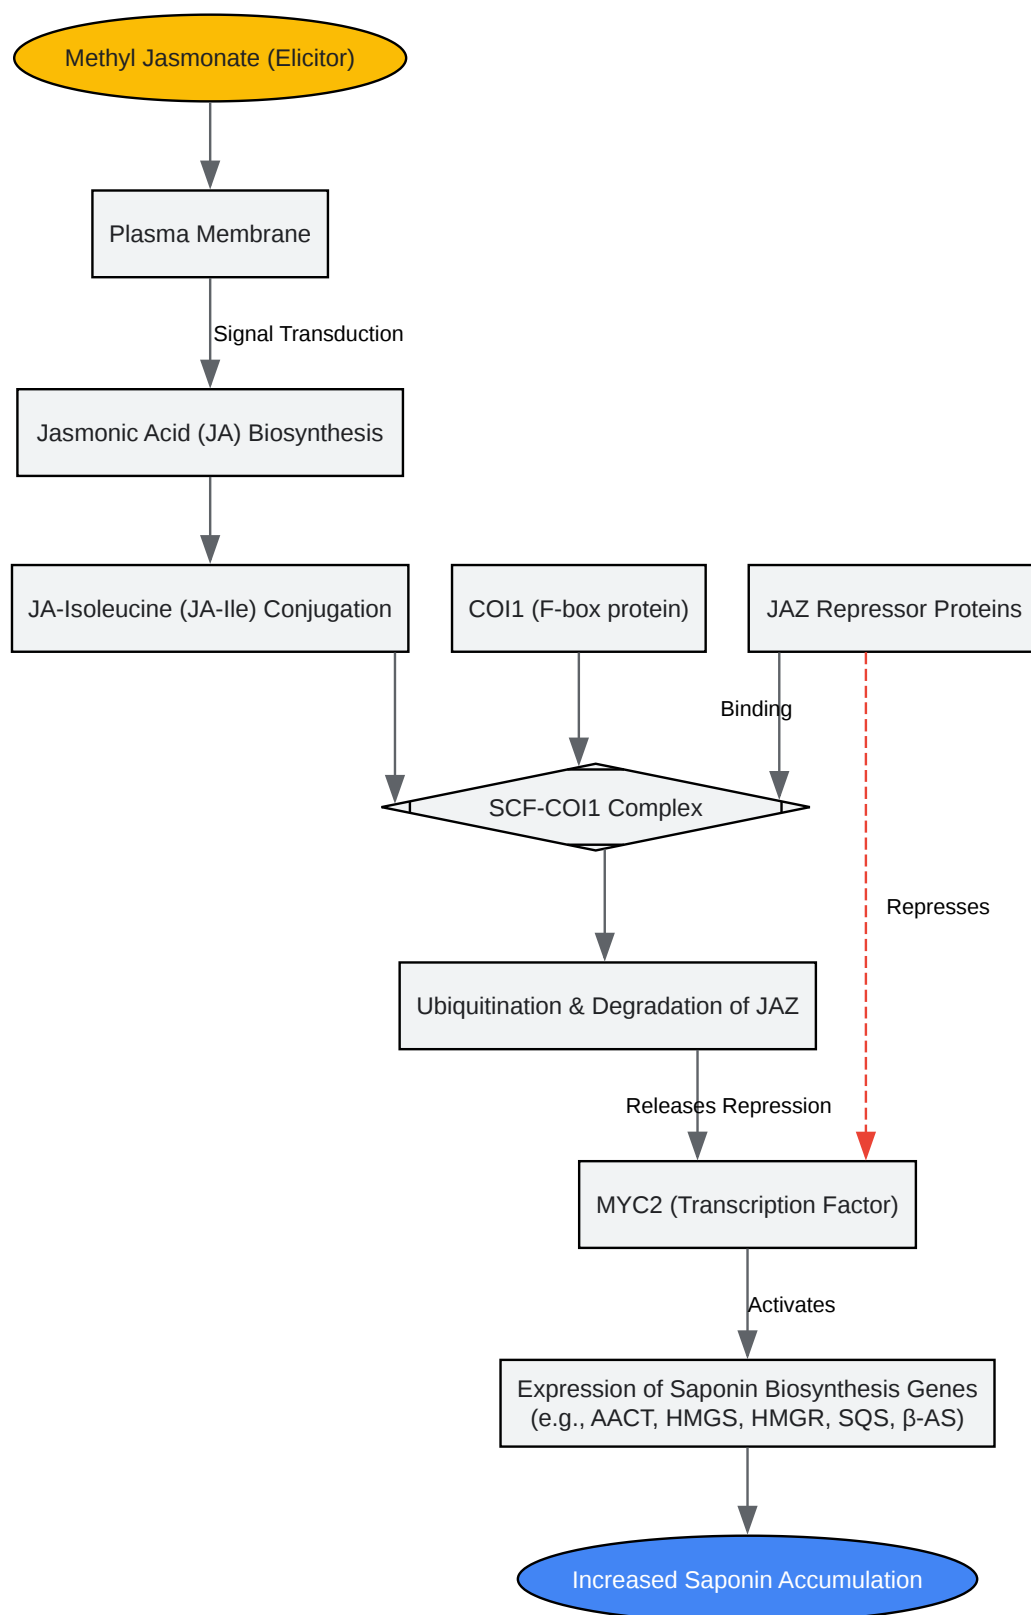 Methyl Jasmonate (Elicitor)
Plasma Membrane
Signal Transduction
Jasmonic Acid (JA) Biosynthesis
JA-Isoleucine (JA-Ile) Conjugation
COI1 (F-box protein)
JAZ Repressor Proteins
Binding
SCF-COI1 Complex
Represses
Ubiquitination & Degradation of JAZ
Releases Repression
MYC2 (Transcription Factor)
Activates
Expression of Saponin Biosynthesis Genes
(e.g., AACT, HMGS, HMGR, SQS, β-AS)
Increased Saponin Accumulation